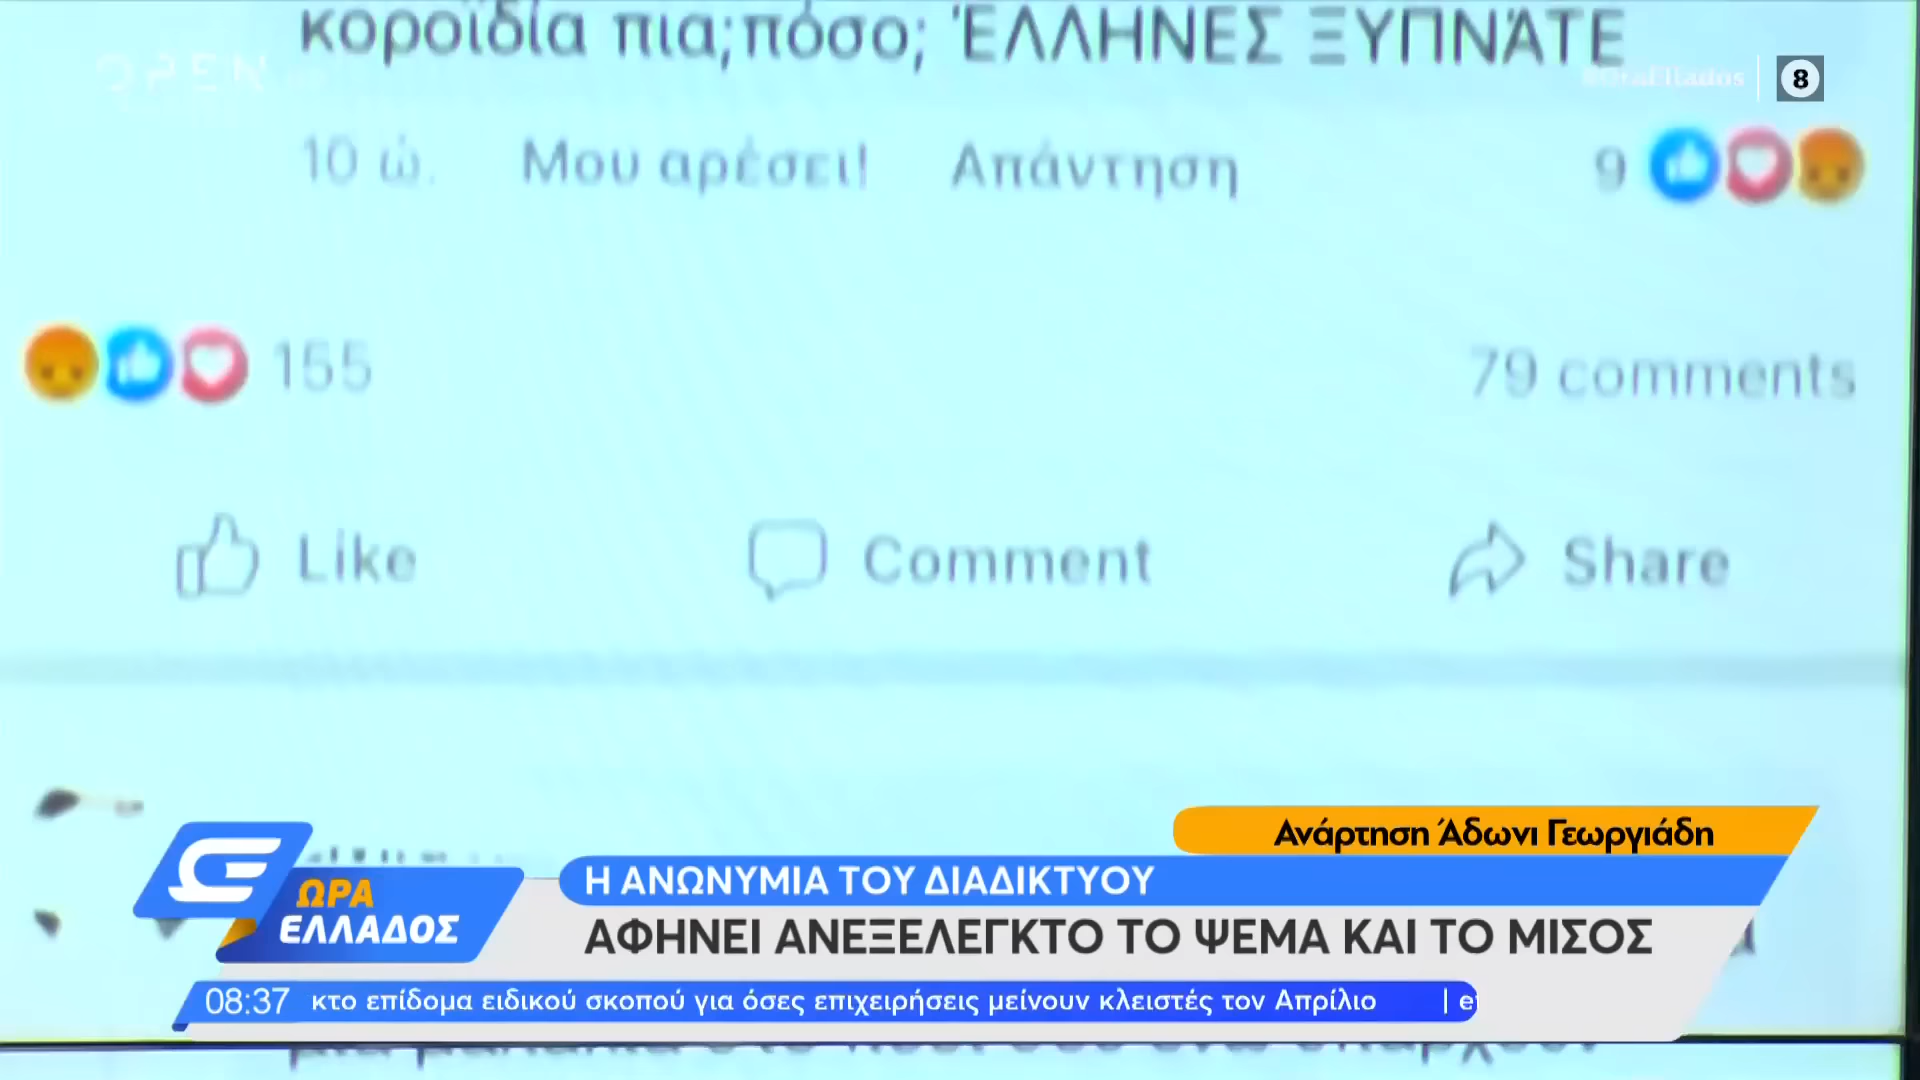 κοροϊδία πια;πόσο; ΈΛΛΗΝΕΣ ΞΥΠΝΆΤΕ
OPEN
#OraEllados
8
10 ώ. Μου αρέσει! Απάντηση 9
155 79 comments
Like Comment Share
Ανάρτηση Άδωνι Γεωργιάδη
Η ΑΝΩΝΥΜΙΑ ΤΟΥ ΔΙΑΔΙΚΤΥΟΥ
ΩΡΑ
ΕΛΛΑΔΟΣ
ΑΦΗΝΕΙ ΑΝΕΞΕΛΕΓΚΤΟ ΤΟ ΨΕΜΑ ΚΑΙ ΤΟ ΜΙΣΟΣ
08:37 κτο επίδομα ειδικού σκοπού για όσες επιχειρήσεις μείνουν κλειστές τον Απρίλιο